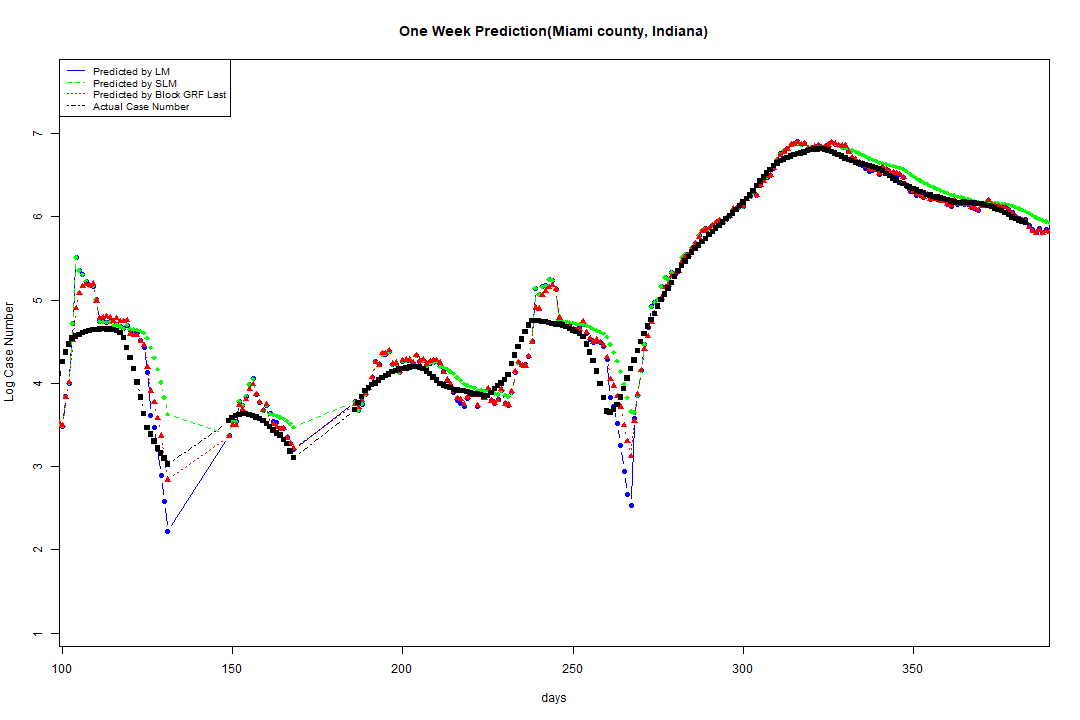 One Week Prediction(Miami county, Indiana)
Predicted by LM
Predicted by SLM
Predicted by Block GRF Last
Actual Case Number
7
6
5
4
3
2
1
Log Case Number
100 150 200 250 300 350
days